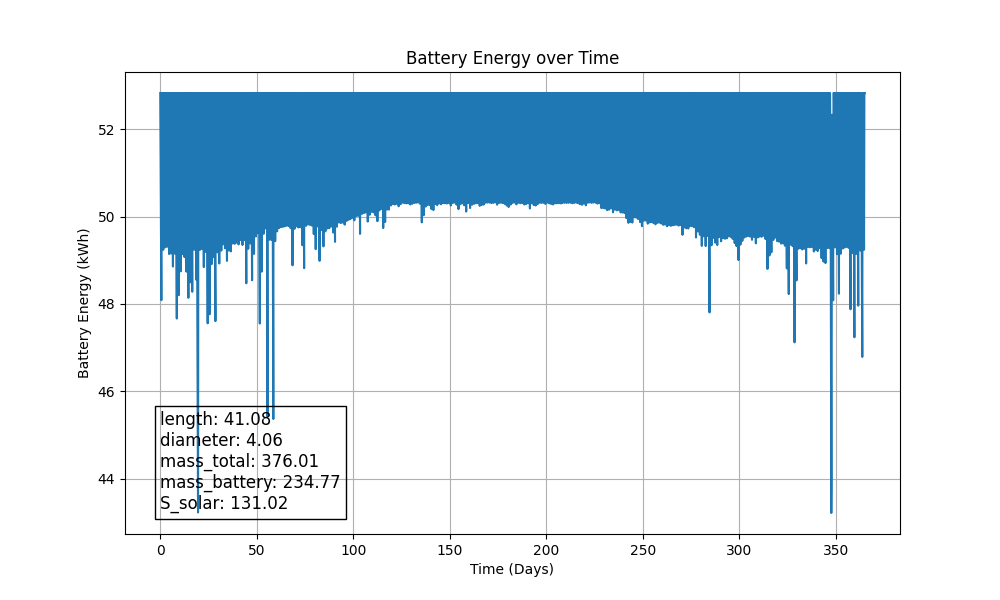 Battery Energy over Time
Battery Energy (kWh)
52
50
48
46
44
length: 41.08
diameter: 4.06
mass_total: 376.01
mass_battery: 234.77
S_solar: 131.02
0 50 100 150 200 250 300 350
Time (Days)